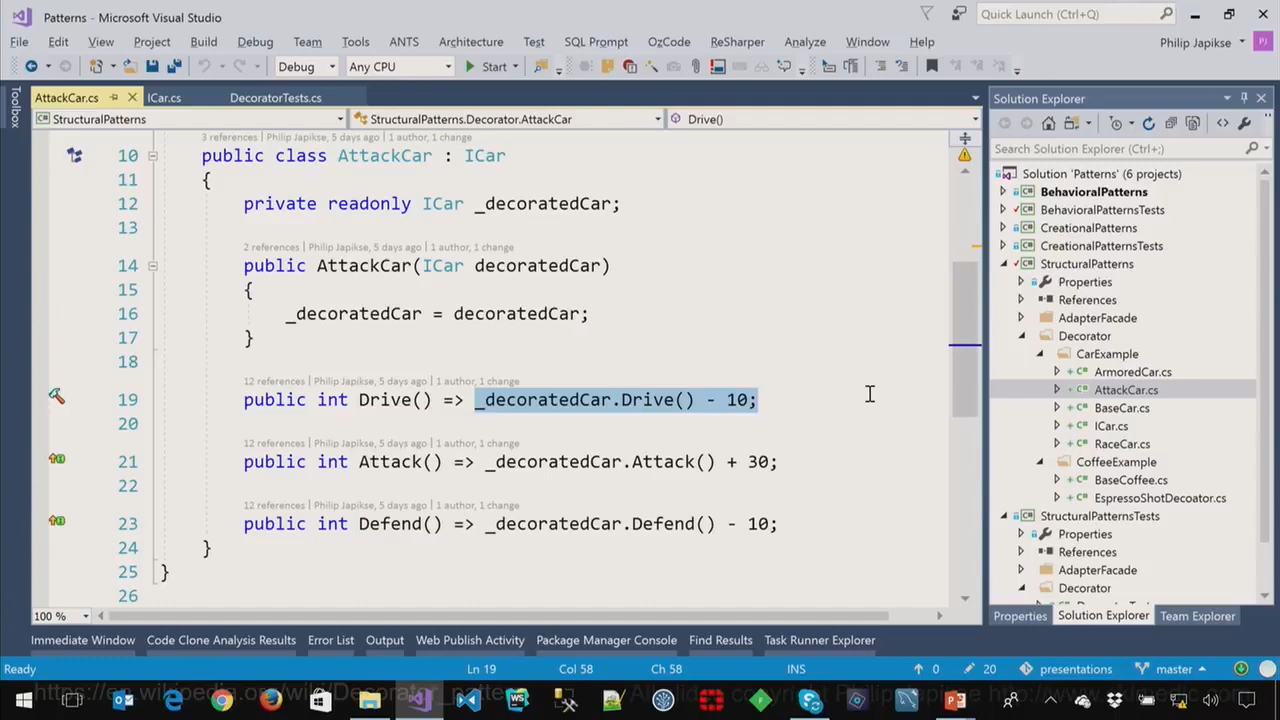 Patterns - Microsoft Visual Studio
Quick Launch (Ctrl+Q)
File Edit View Project Build Debug Team Tools ANTS Architecture Test SQL Prompt OzCode ReSharper Analyze Window Help
Philip Japikse PJ
Debug Any CPU Start
Toolbox
AttackCar.cs ICar.cs DecoratorTests.cs
StructuralPatterns StructuralPatterns.Decorator.AttackCar Drive()
3 references | Philip Japikse, 5 days ago | 1 author, 1 change
10 public class AttackCar : ICar
11 {
12 private readonly ICar _decoratedCar;
13
2 references | Philip Japikse, 5 days ago | 1 author, 1 change
14 public AttackCar(ICar decoratedCar)
15 {
16 _decoratedCar = decoratedCar;
17 }
18
12 references | Philip Japikse, 5 days ago | 1 author, 1 change
19 public int Drive() => _decoratedCar.Drive() - 10;
20
12 references | Philip Japikse, 5 days ago | 1 author, 1 change
21 public int Attack() => _decoratedCar.Attack() + 30;
22
12 references | Philip Japikse, 5 days ago | 1 author, 1 change
23 public int Defend() => _decoratedCar.Defend() - 10;
24 }
25 }
26
100 %
Solution Explorer
Search Solution Explorer (Ctrl+;)
Solution 'Patterns' (6 projects)
BehavioralPatterns
BehavioralPatternsTests
CreationalPatterns
CreationalPatternsTests
StructuralPatterns
Properties
References
AdapterFacade
Decorator
CarExample
ArmoredCar.cs
AttackCar.cs
BaseCar.cs
ICar.cs
RaceCar.cs
CoffeeExample
BaseCoffee.cs
EspressoShotDecoator.cs
StructuralPatternsTests
Properties
References
AdapterFacade
Decorator
Properties Solution Explorer Team Explorer
Immediate Window Code Clone Analysis Results Error List Output Web Publish Activity Package Manager Console Find Results Task Runner Explorer
Ready Ln 19 Col 58 Ch 58 INS 0 20 presentations master